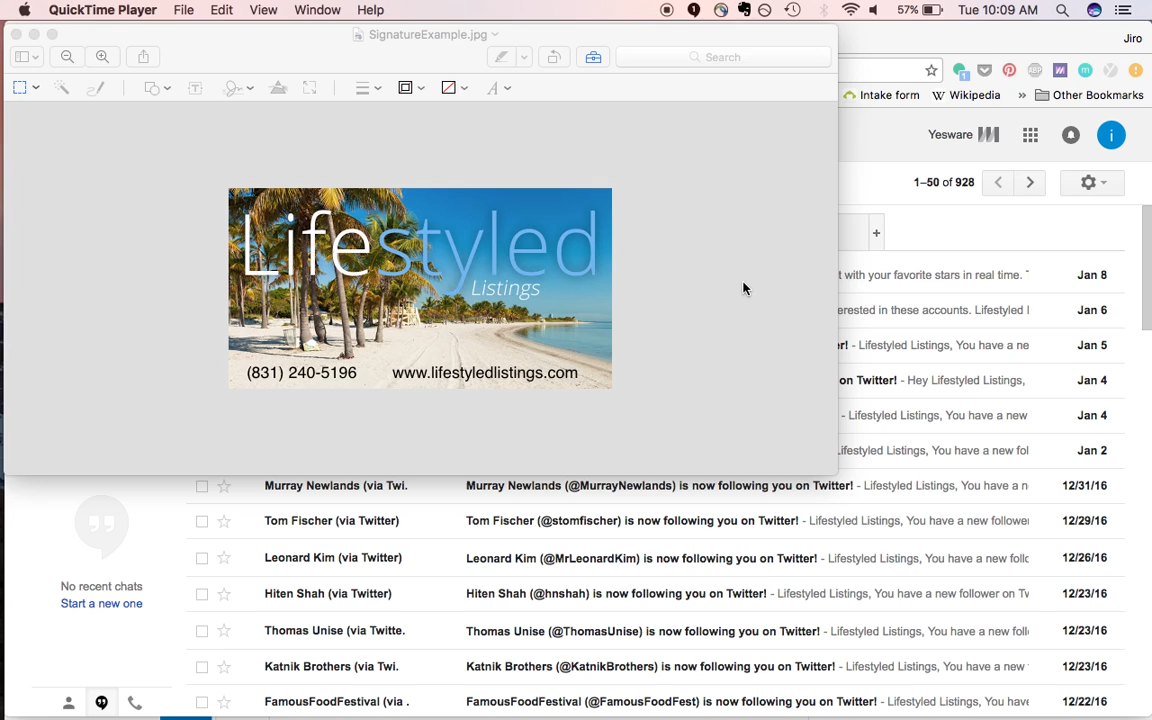 QuickTime Player File Edit View Window Help
57% Tue 10:09 AM
SignatureExample.jpg
Search
Jiro
Intake form Wikipedia » Other Bookmarks
Yesware
i
1–50 of 928
Lifestyled
Listings
(831) 240-5196 www.lifestyledlistings.com
t with your favorite stars in real time. Jan 8
erested in these accounts. Lifestyled Jan 6
r! - Lifestyled Listings, You have a ne Jan 5
on Twitter! - Hey Lifestyled Listings, Jan 4
- Lifestyled Listings, You have a new Jan 4
ifestyled Listings, You have a new fol Jan 2
Murray Newlands (via Twi. Murray Newlands (@MurrayNewlands) is now following you on Twitter! - Lifestyled Listings, You have a n 12/31/16
Tom Fischer (via Twitter) Tom Fischer (@stomfischer) is now following you on Twitter! - Lifestyled Listings, You have a new followe 12/29/16
Leonard Kim (via Twitter) Leonard Kim (@MrLeonardKim) is now following you on Twitter! - Lifestyled Listings, You have a new follc 12/26/16
Hiten Shah (via Twitter) Hiten Shah (@hnshah) is now following you on Twitter! - Lifestyled Listings, You have a new follower on Tv 12/23/16
Thomas Unise (via Twitte. Thomas Unise (@ThomasUnise) is now following you on Twitter! - Lifestyled Listings, You have a new foll 12/23/16
Katnik Brothers (via Twi. Katnik Brothers (@KatnikBrothers) is now following you on Twitter! - Lifestyled Listings, You have a new 12/23/16
FamousFoodFestival (via . FamousFoodFestival (@FamousFoodFest) is now following you on Twitter! - Lifestyled Listings, You have 12/22/16
No recent chats
Start a new one